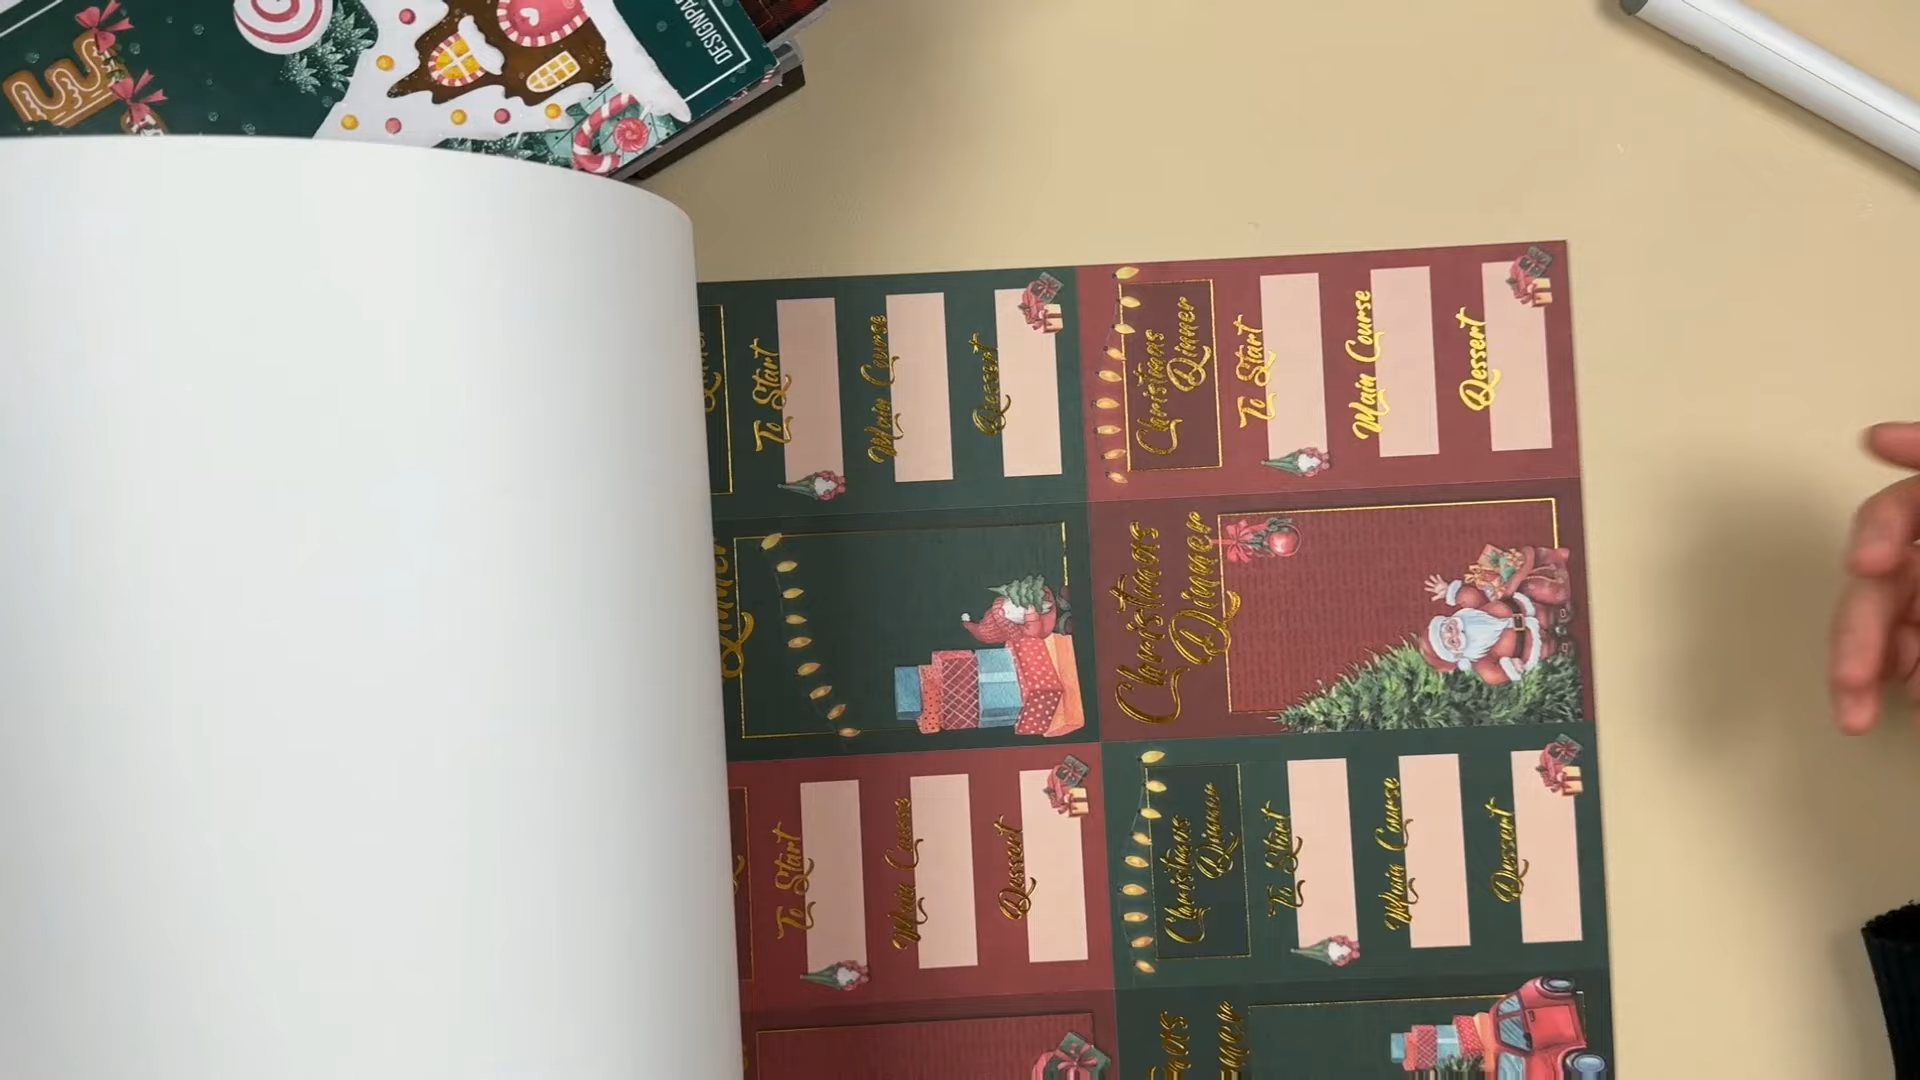 DESIGNPA
To Start
Main Course
Dessert
Christmas
Dinner
To Start
Main Course
Dessert
Dinner
Christmas
Dinner
To Start
Main Course
Dessert
Christmas
Dinner
To Start
Main Course
Dessert